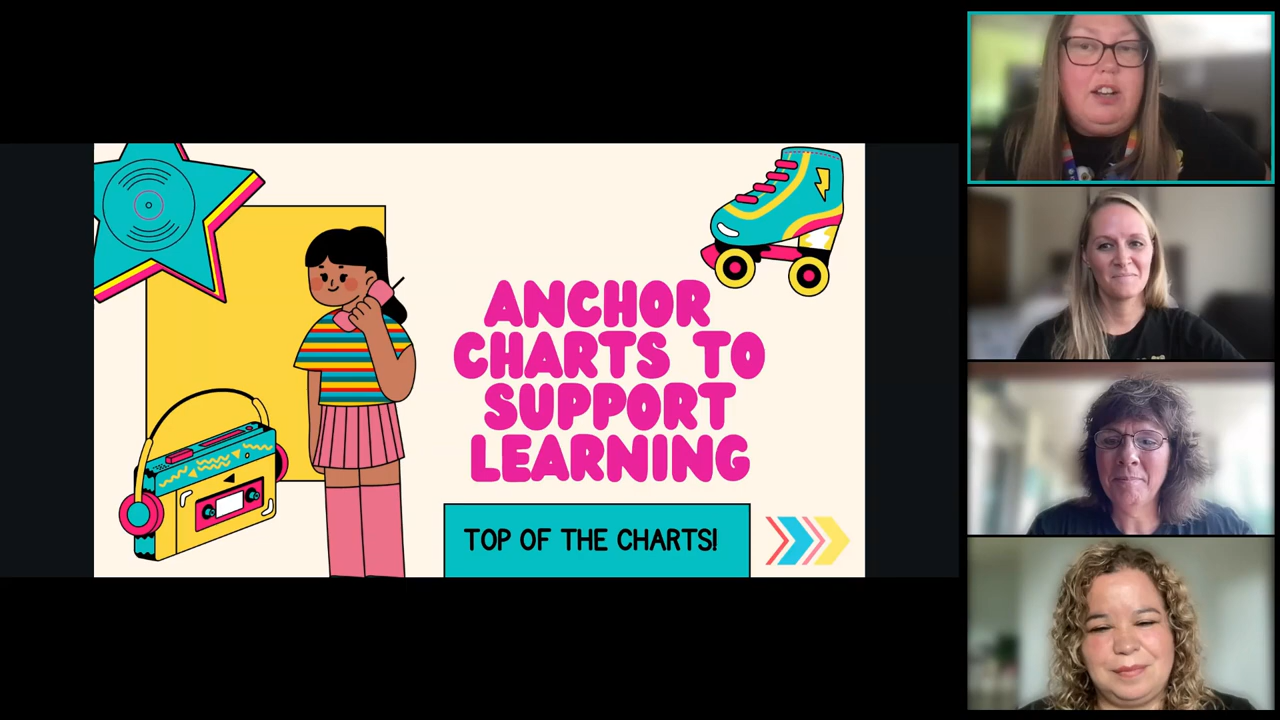 ANCHOR
CHARTS TO
SUPPORT
LEARNING
TOP OF THE CHARTS!